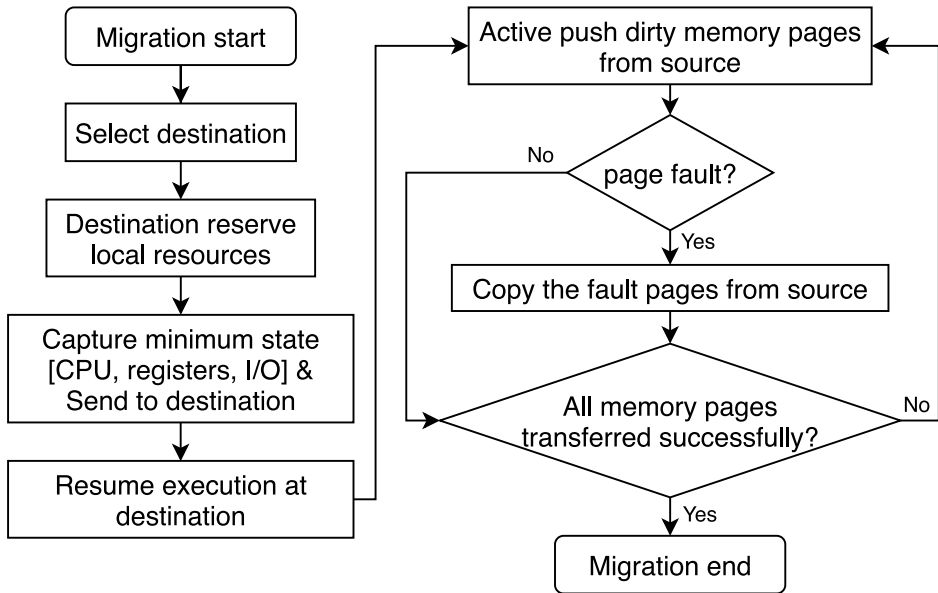 Migration start
Select destination
Destination reserve
local resources
Capture minimum state
[CPU, registers, I/O] &
Send to destination
Resume execution at
destination
Active push dirty memory pages
from source
No
page fault?
Yes
Copy the fault pages from source
All memory pages
transferred successfully?
No
Yes
Migration end